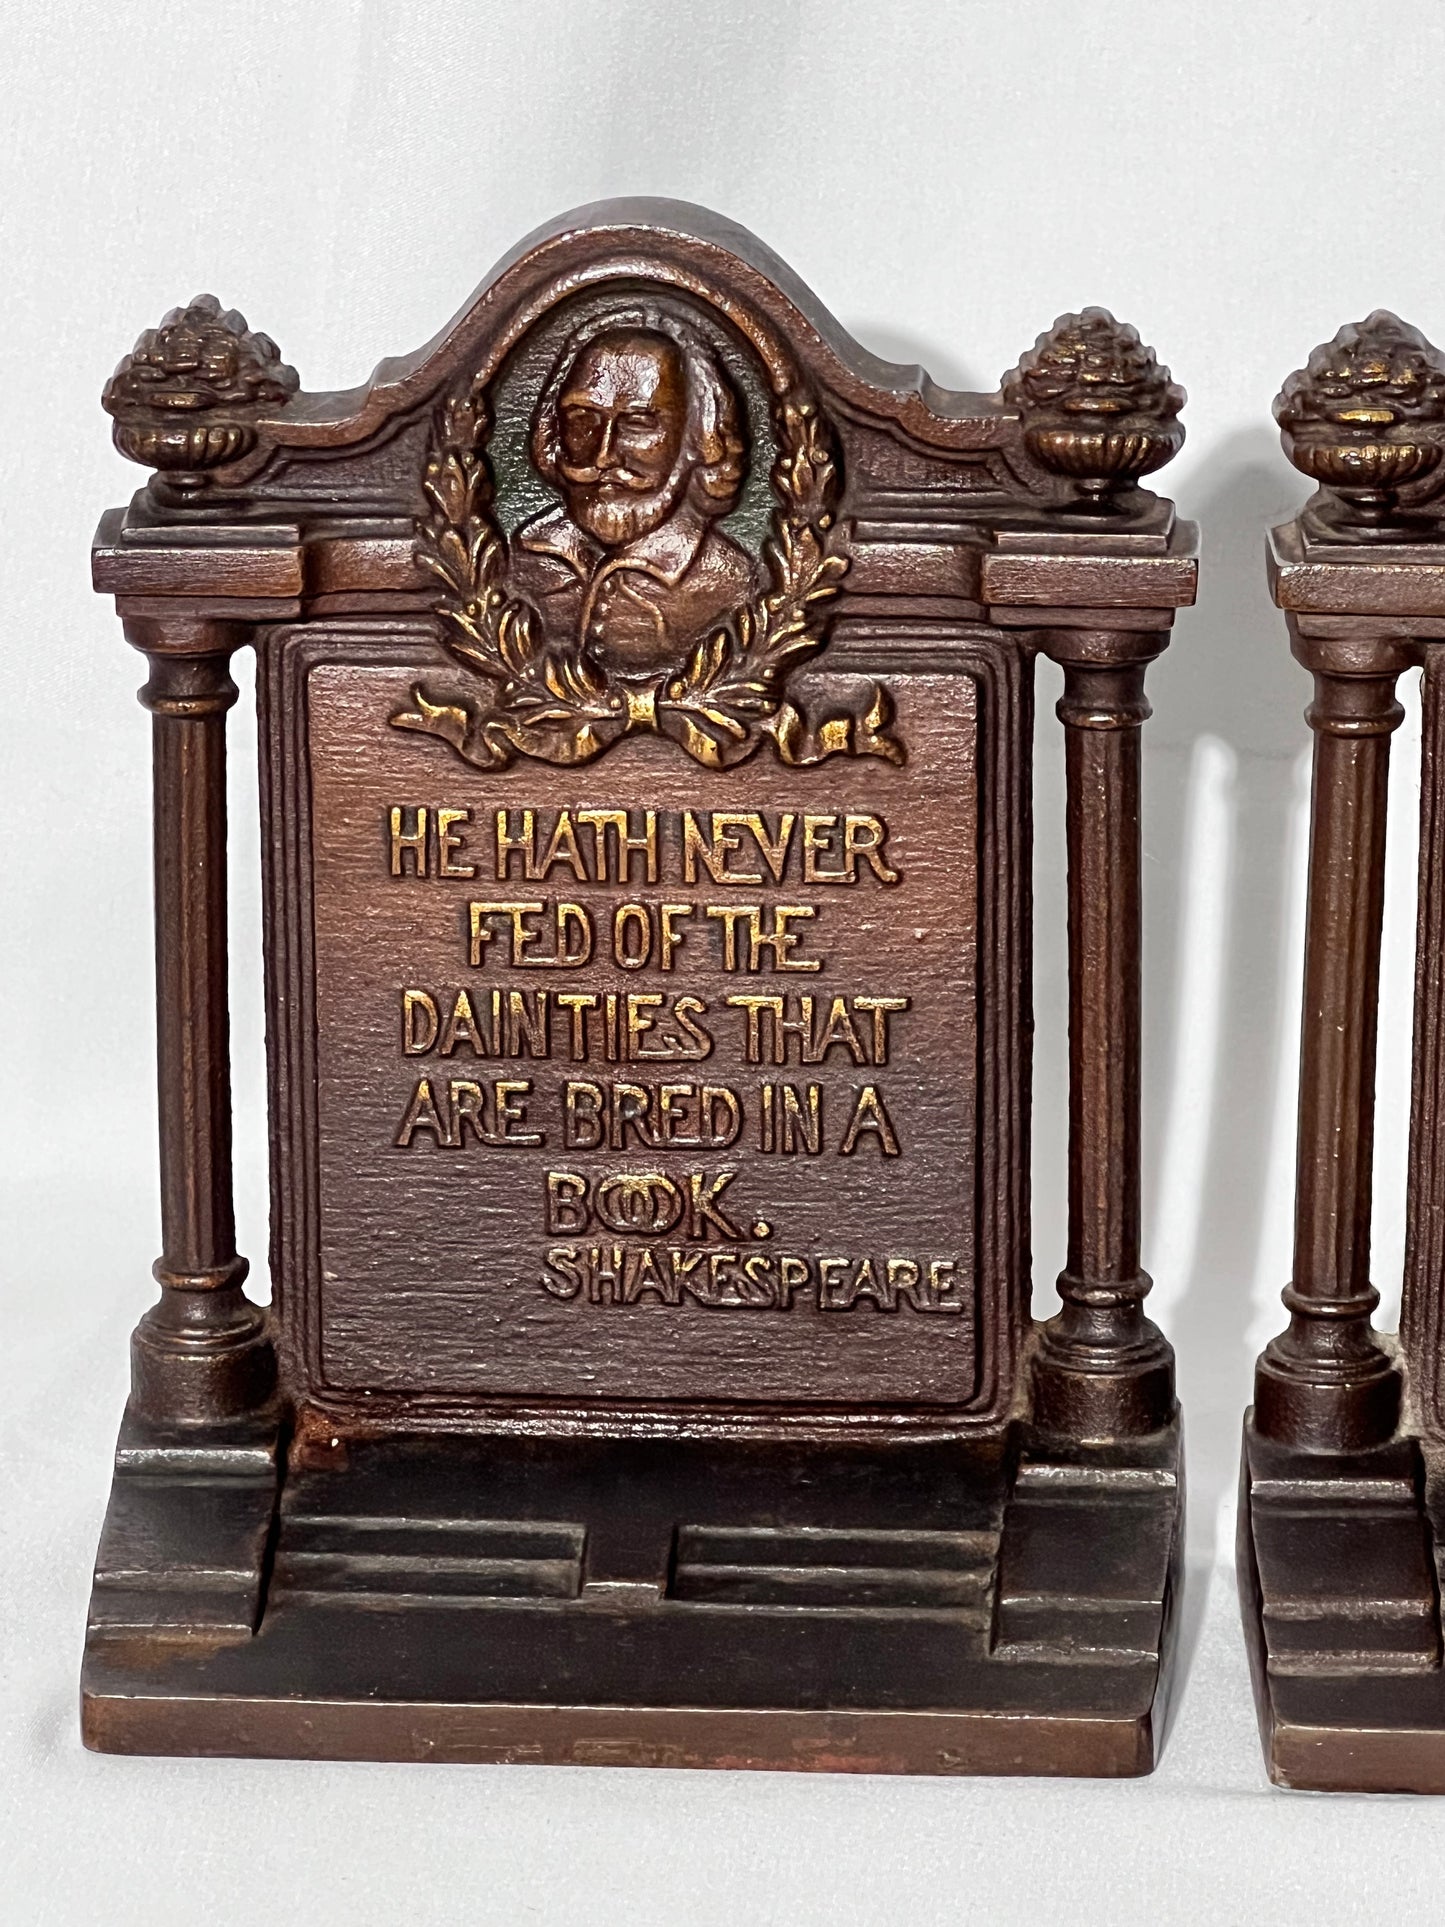 HE HATH NEVER
FED OF THE
DAINTIES THAT
ARE BRED IN A
BOOK.
SHAKESPEARE